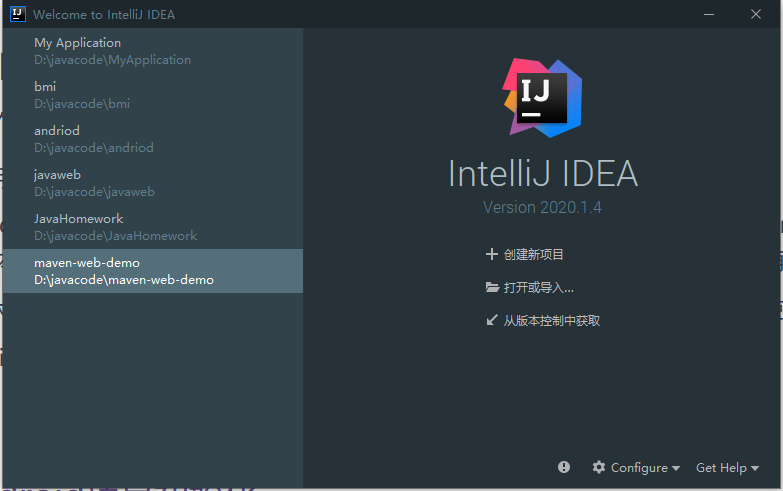 Welcome to IntelliJ IDEA
My Application
D:\javacode\MyApplication
bmi
D:\javacode\bmi
andriod
D:\javacode\andriod
javaweb
D:\javacode\javaweb
JavaHomework
D:\javacode\JavaHomework
maven-web-demo
D:\javacode\maven-web-demo
IJ
IntelliJ IDEA
Version 2020.1.4
创建新项目
打开或导入...
从版本控制中获取
Configure
Get Help